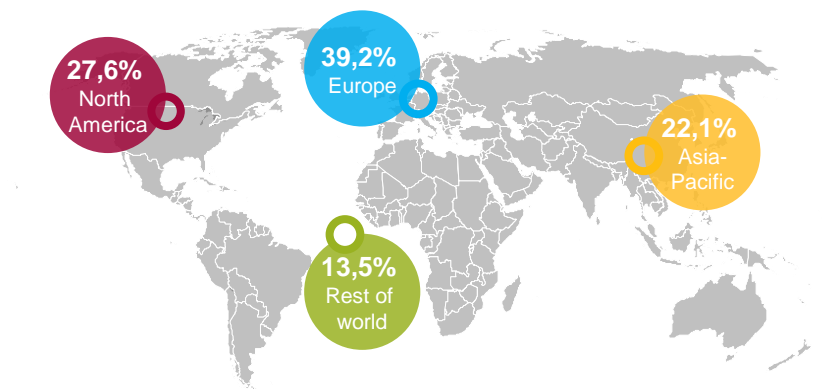 27,6%
North
America
39,2%
Europe
22,1%
Asia-
Pacific
13,5%
Rest of
world